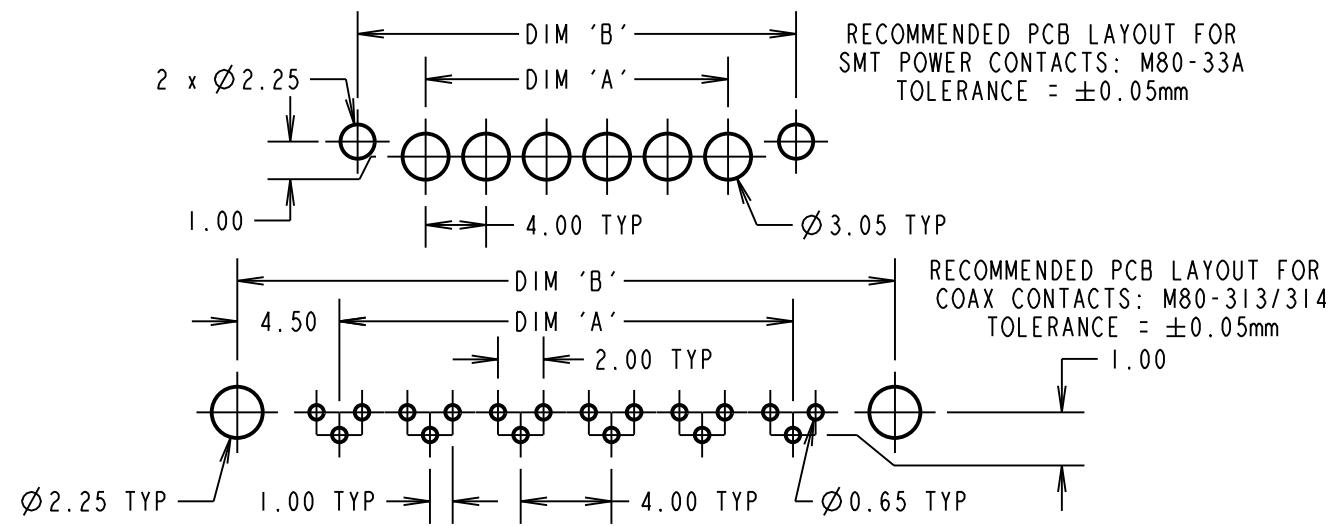 DIM 'B'
RECOMMENDED PCB LAYOUT FOR
SMT POWER CONTACTS: M80-33A
TOLERANCE = ±0.05mm
2 x Ø2.25
DIM 'A'
1.00
4.00 TYP
Ø3.05 TYP
DIM 'B'
RECOMMENDED PCB LAYOUT FOR
COAX CONTACTS: M80-313/314
TOLERANCE = ±0.05mm
4.50
DIM 'A'
2.00 TYP
1.00
Ø2.25 TYP
1.00 TYP
4.00 TYP
Ø0.65 TYP